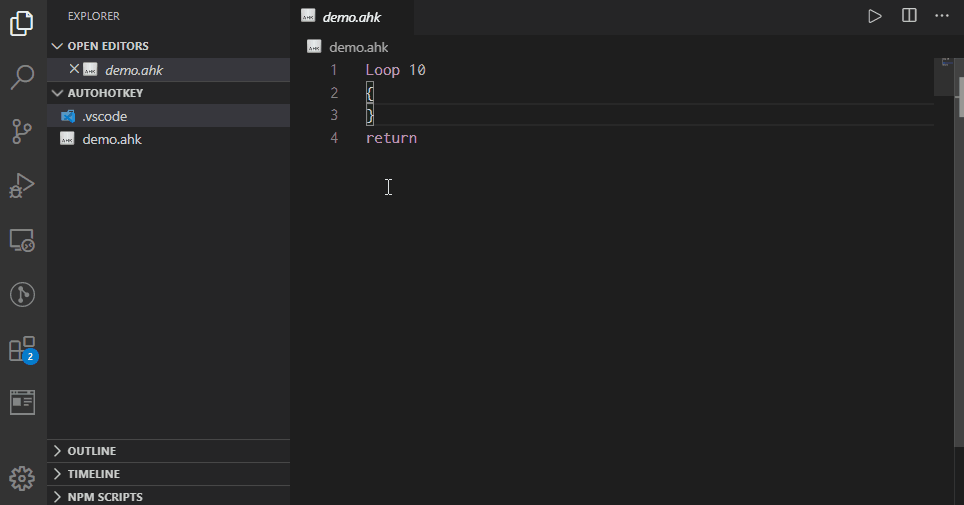 EXPLORER
OPEN EDITORS
demo.ahk
AUTOHOTKEY
.vscode
demo.ahk
2
OUTLINE
TIMELINE
NPM SCRIPTS
demo.ahk
demo.ahk
1 Loop 10
2 {
3 }
4 return